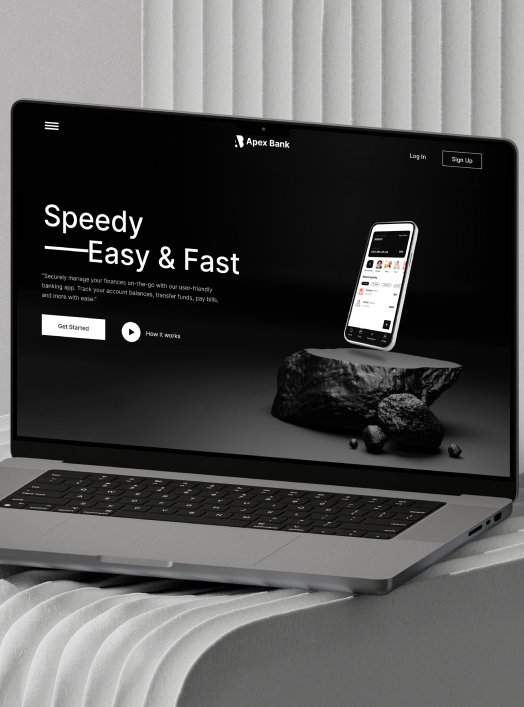 Apex Bank
Log In
Sign Up
Speedy
Easy & Fast
"Securely manage your finances on-the-go with our user-friendly
banking app. Track your account balances, transfer funds, pay bills,
and more with ease."
Get Started
How it works